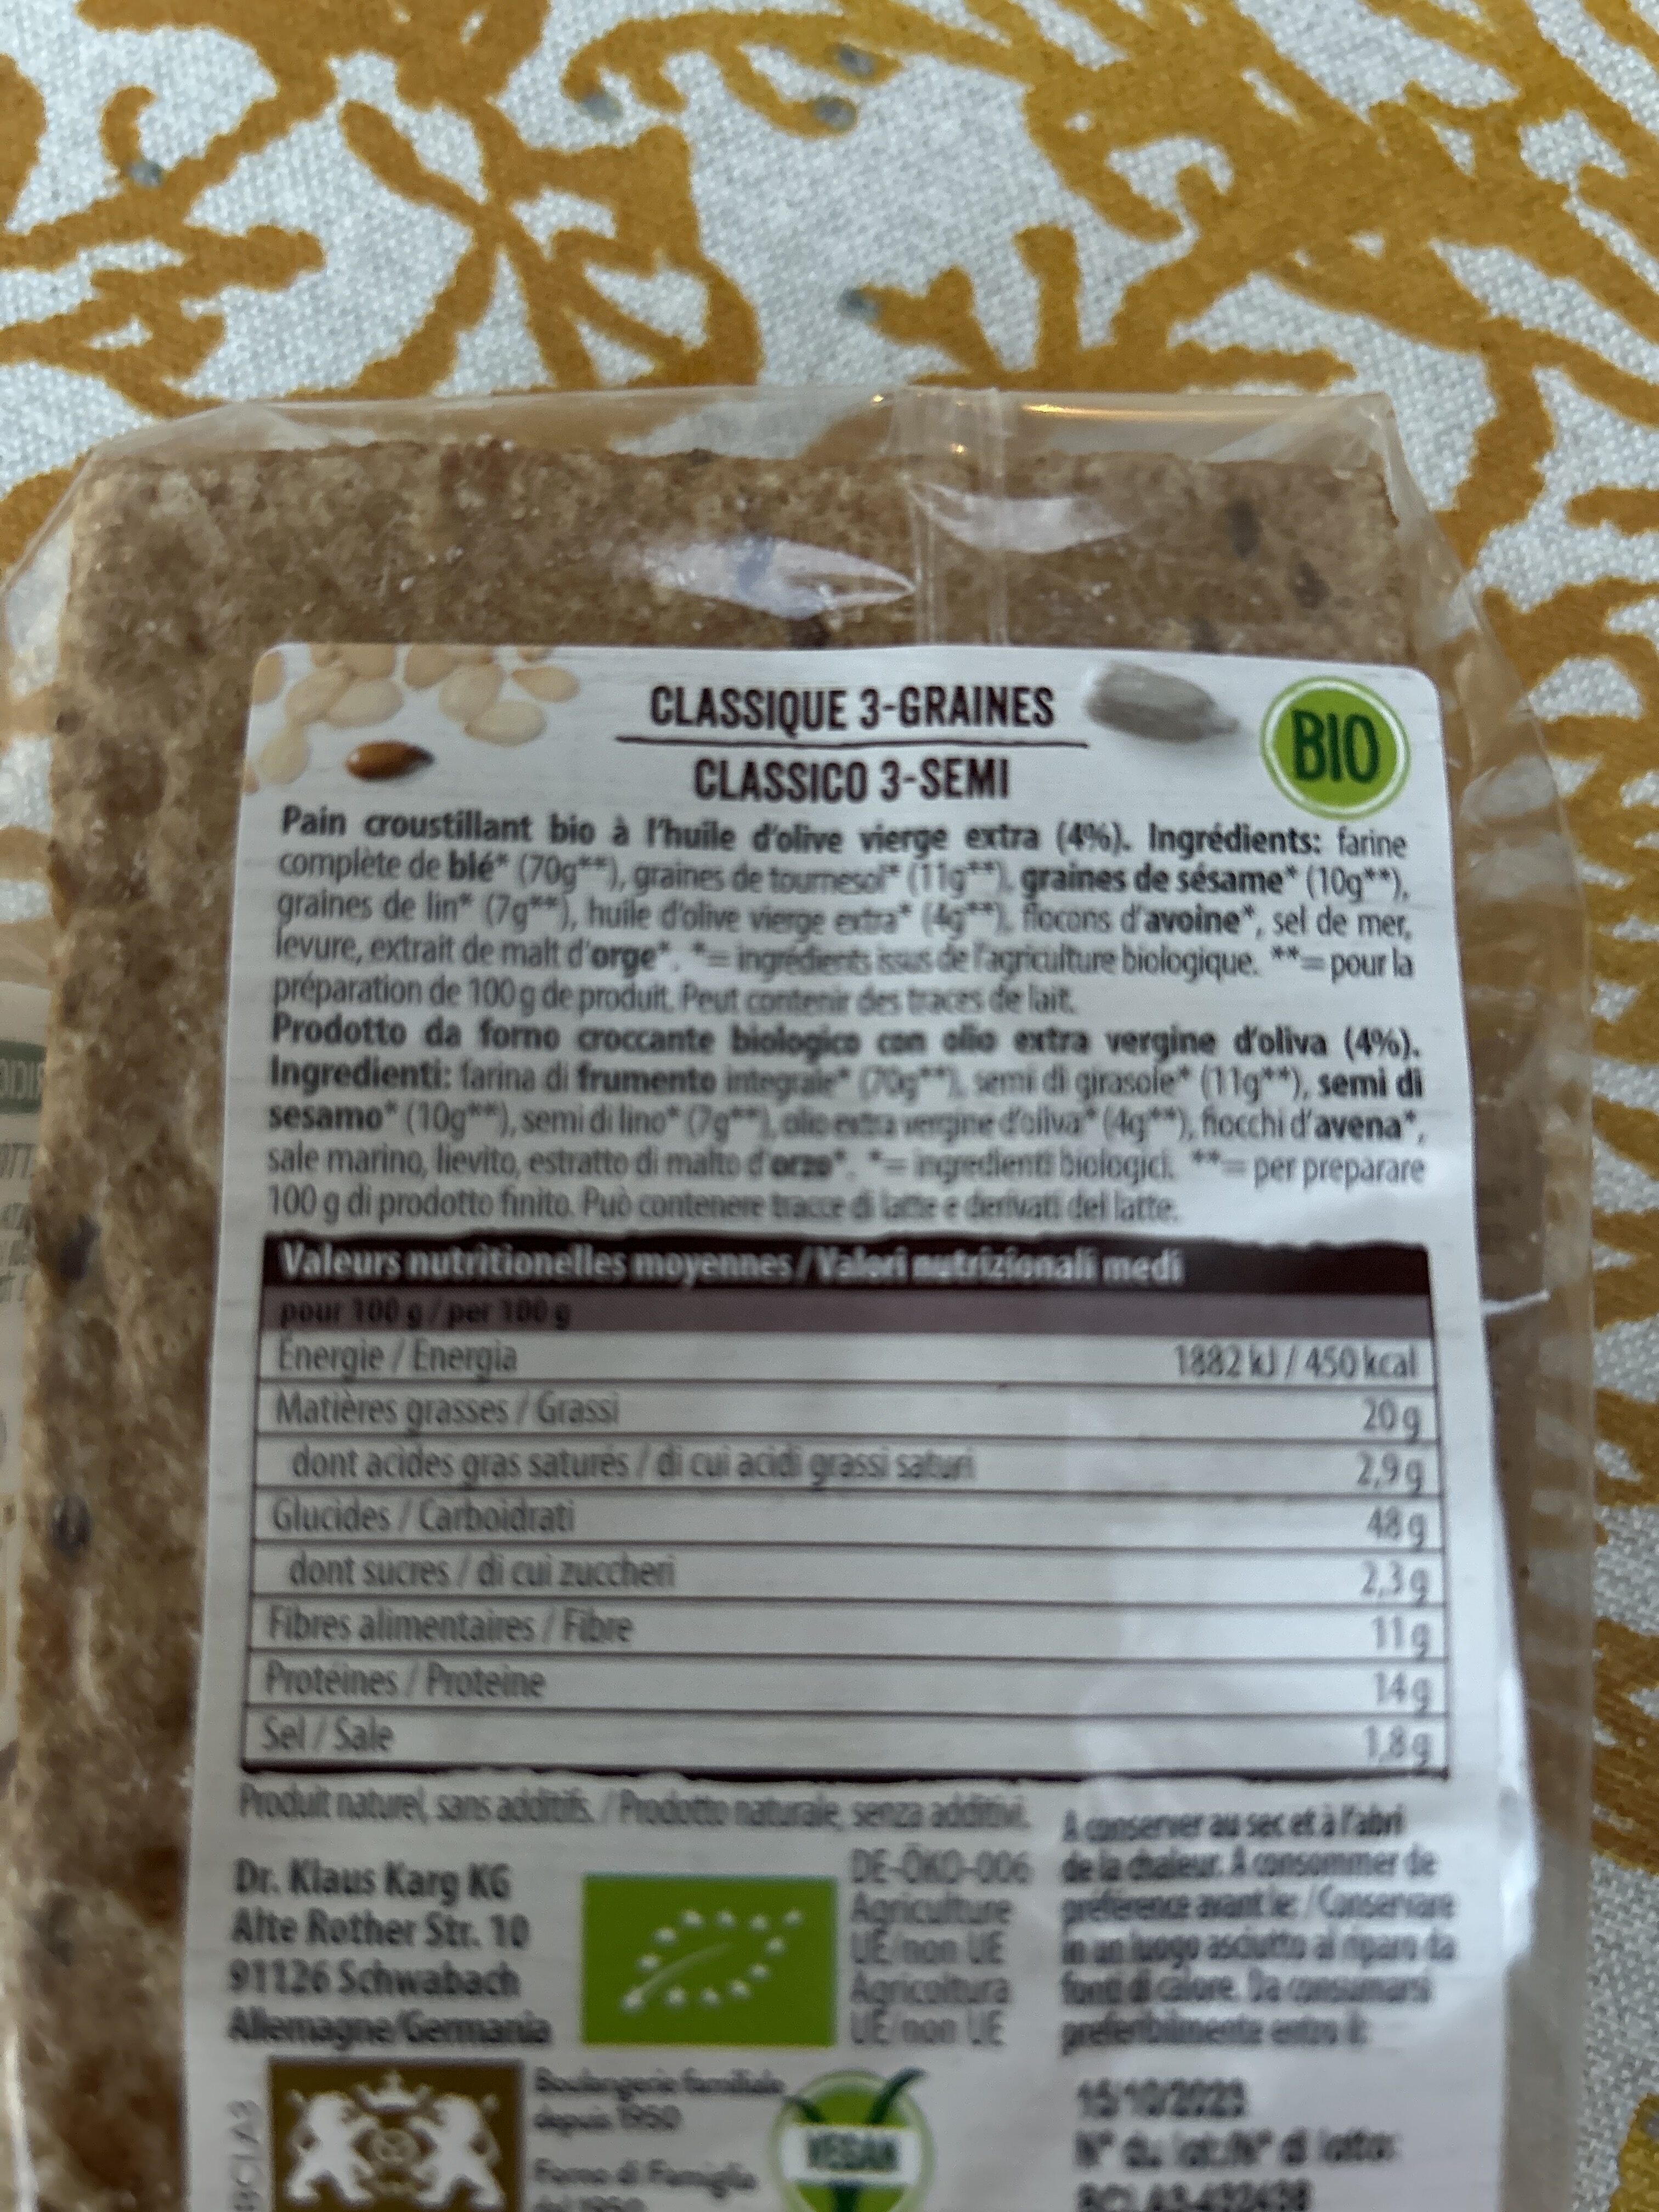 CLASSIQUE 3-GRAINES
CLASSICO 3-SEMI
BIO
Pain croustillant bio à l'huile d'olive vierge extra (4%). Ingrédients: farine
complète de blé* (70g**), graines de tournesol* (11g**), graines de sésame* (10g**),
graines de lin* (7g**), huile d'olive vierge extra* (4g**), flocons d'avoine*, sel de mer,
levure, extrait de malt d'orge*. *= ingrédients issus de l'agriculture biologique. **= pour la
préparation de 100 g de produit. Peut contenir des traces de lait.
Prodotto da forno croccante biologico con olio extra vergine d'oliva (4%).
Ingredienti: farina di frumento integrale* (70g**), semi di girasole* (11g**), semi di
sesamo* (10g**), semi di lino* (7g**), olio extra vergine d'oliva* (4g**), fiocchi d'avena*,
sale marino, lievito, estratto di malto d'orzo*. *= ingredienti biologici. **= per preparare
100 g di prodotto finito. Può contenere tracce di latte e derivati del latte.
Valeurs nutritionelles moyennes / Valori nutrizionali medi
pour 100 g / per 100 g
Énergie / Energia 1882 kJ / 450 kcal
Matières grasses / Grassi 20 g
dont acides gras saturés / di cui acidi grassi saturi 2,9 g
Glucides / Carboidrati 48 g
dont sucres / di cui zuccheri 2,3 g
Fibres alimentaires / Fibre 11 g
Protéines / Proteine 14 g
Sel / Sale 1,8 g
Produit naturel, sans additifs. / Prodotto naturale, senza additivi.
Dr. Klaus Karg KG
Alte Rother Str. 10
91126 Schwabach
Allemagne/Germania
DE-ÖKO-006
Agriculture
UE/non UE
Agricoltura
UE/non UE
A conserver au sec et à l'abri
de la chaleur. A consommer de
préférence avant le: / Conservare
in un luogo asciutto al riparo da
fonti di calore. Da consumarsi
preferibilmente entro il:
15/10/2023
N° du lot/N° di lotto:
Boulangerie familiale
depuis 1950
Forno di Famiglia
VEGAN